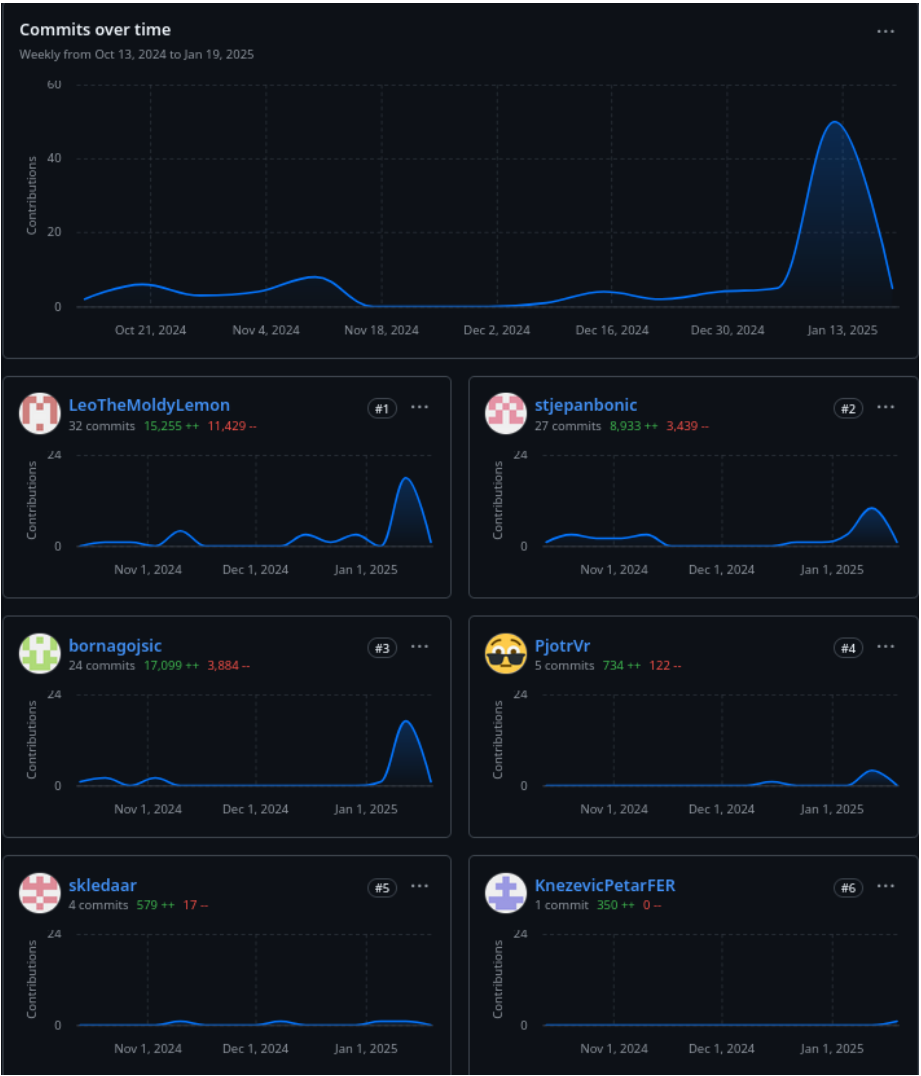 Commits over time
Weekly from Oct 13, 2024 to Jan 19, 2025
Contributions
60
40
20
0
Oct 21, 2024 Nov 4, 2024 Nov 18, 2024 Dec 2, 2024 Dec 16, 2024 Dec 30, 2024 Jan 13, 2025
LeoTheMoldyLemon #1
32 commits 15,255 ++ 11,429 --
Contributions
24
0
Nov 1, 2024 Dec 1, 2024 Jan 1, 2025
stjepanbonic #2
27 commits 8,933 ++ 3,439 --
Contributions
24
0
Nov 1, 2024 Dec 1, 2024 Jan 1, 2025
bornagojsic #3
24 commits 17,099 ++ 3,884 --
Contributions
24
0
Nov 1, 2024 Dec 1, 2024 Jan 1, 2025
PjotrVr #4
5 commits 734 ++ 122 --
Contributions
24
0
Nov 1, 2024 Dec 1, 2024 Jan 1, 2025
skledaar #5
4 commits 579 ++ 17 --
Contributions
24
0
Nov 1, 2024 Dec 1, 2024 Jan 1, 2025
KnezevicPetarFER #6
1 commit 350 ++ 0 --
Contributions
24
0
Nov 1, 2024 Dec 1, 2024 Jan 1, 2025